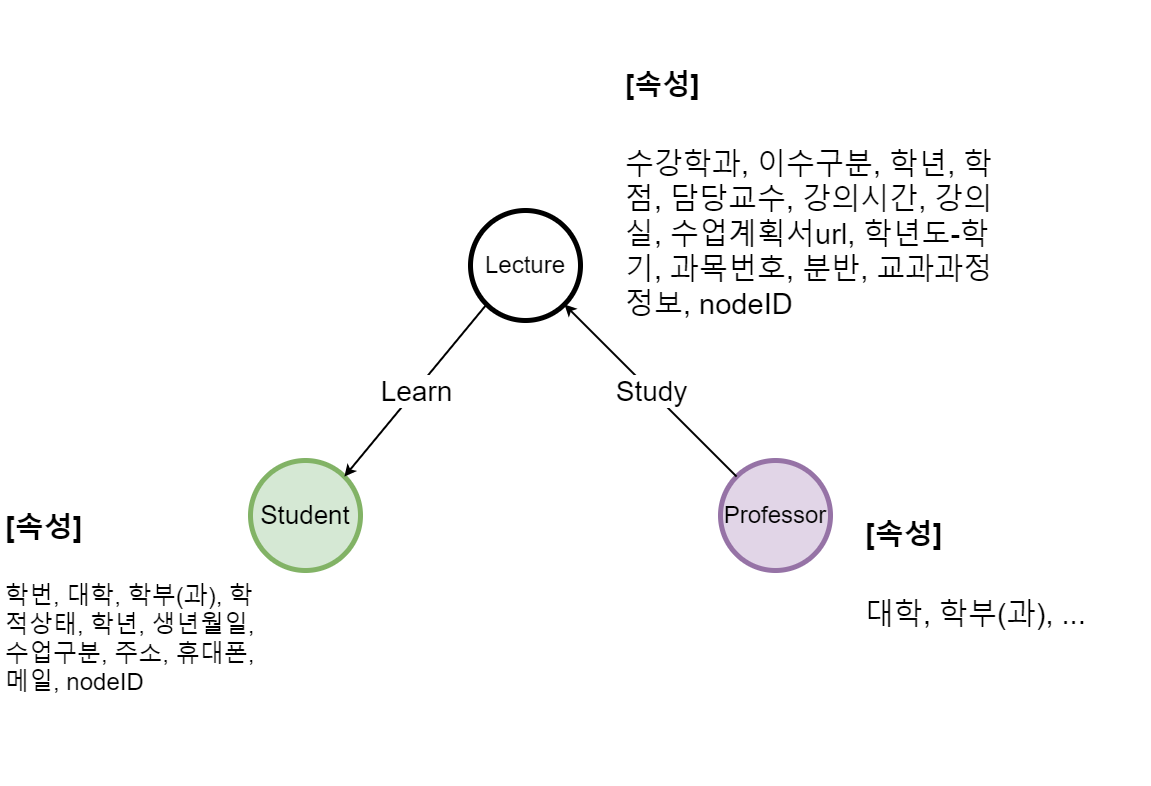 [속성]
수강학과, 이수구분, 학년, 학
점, 담당교수, 강의시간, 강의
실, 수업계획서url, 학년도-학
기, 과목번호, 분반, 교과과정
정보, nodeID
Lecture
Learn
Study
Student
Professor
[속성]
학번, 대학, 학부(과), 학
적상태, 학년, 생년월일,
수업구분, 주소, 휴대폰,
메일, nodeID
[속성]
대학, 학부(과), ...